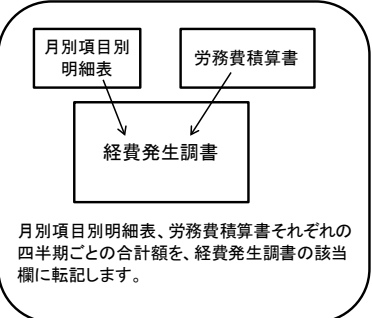 月別項目別
明細表
労務費積算書
経費発生調書
月別項目別明細表、労務費積算書それぞれの
四半期ごとの合計額を、経費発生調書の該当
欄に転記します。